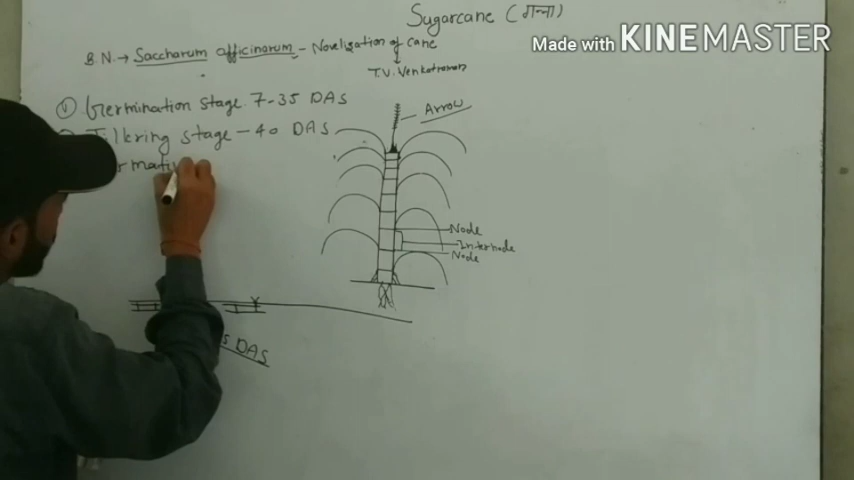 Sugarcane (गन्ना)
Made with KINEMASTER
B.N. → Saccharum officinarum - Novelization of cane
T.V. Venkatraman
① Germination stage. 7-35 DAS
Tillering stage - 40 DAS
Arrow
Node
Internode
Node
DAS